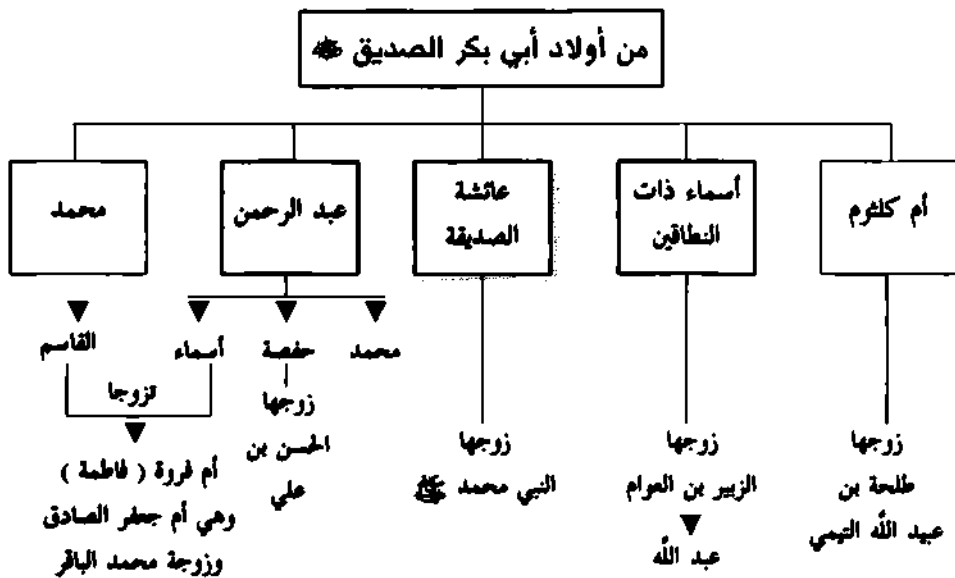 من أولاد أبي بكر الصديق ﵁
أم كلثوم
أسماء ذات
النطاقين
عائشة
الصديقة
عبد الرحمن
محمد
محمد
حفصة
أسماء
القاسم
تزوجا
زوجها
الحسن بن
علي
أم فروة ( فاطمة )
وهي أم جعفر الصادق
وزوجة محمد الباقر
زوجها
النبي محمد ﷺ
زوجها
الزبير بن العوام
عبد الله
زوجها
طلحة بن
عبيد الله التيمي